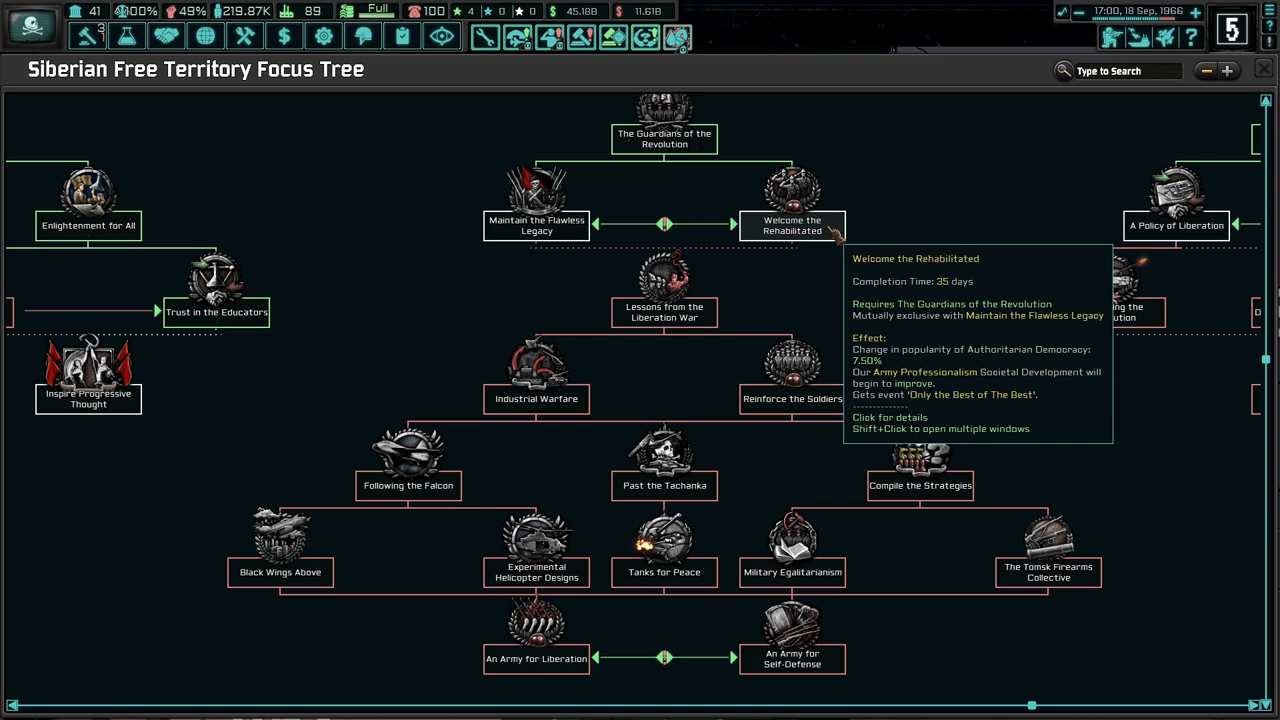 41 100% 49% 219.87K 89 Full 100 4 0 0 45.18B 11.61B 17:00, 18 Sep, 1966
3
5
Siberian Free Territory Focus Tree
Type to Search
The Guardians of the
Revolution
Enlightenment for All
Maintain the Flawless
Legacy
Welcome the
Rehabilitated
A Policy of Liberation
Welcome the Rehabilitated
Completion Time: 35 days
Requires The Guardians of the Revolution
Mutually exclusive with Maintain the Flawless Legacy
Effect:
Change in popularity of Authoritarian Democracy:
7.50%
Our Army Professionalism Societal Development will
begin to improve.
Gets event 'Only the Best of The Best'.
--------------
Click for details
Shift+Click to open multiple windows
Trust in the Educators
Lessons from the
Liberation War
Inspire Progressive
Thought
Industrial Warfare
Reinforce the Soldiers
Following the Falcon
Past the Tachanka
Compile the Strategies
Black Wings Above
Experimental
Helicopter Designs
Tanks for Peace
Military Egalitarianism
The Tomsk Firearms
Collective
An Army for Liberation
An Army for
Self-Defense